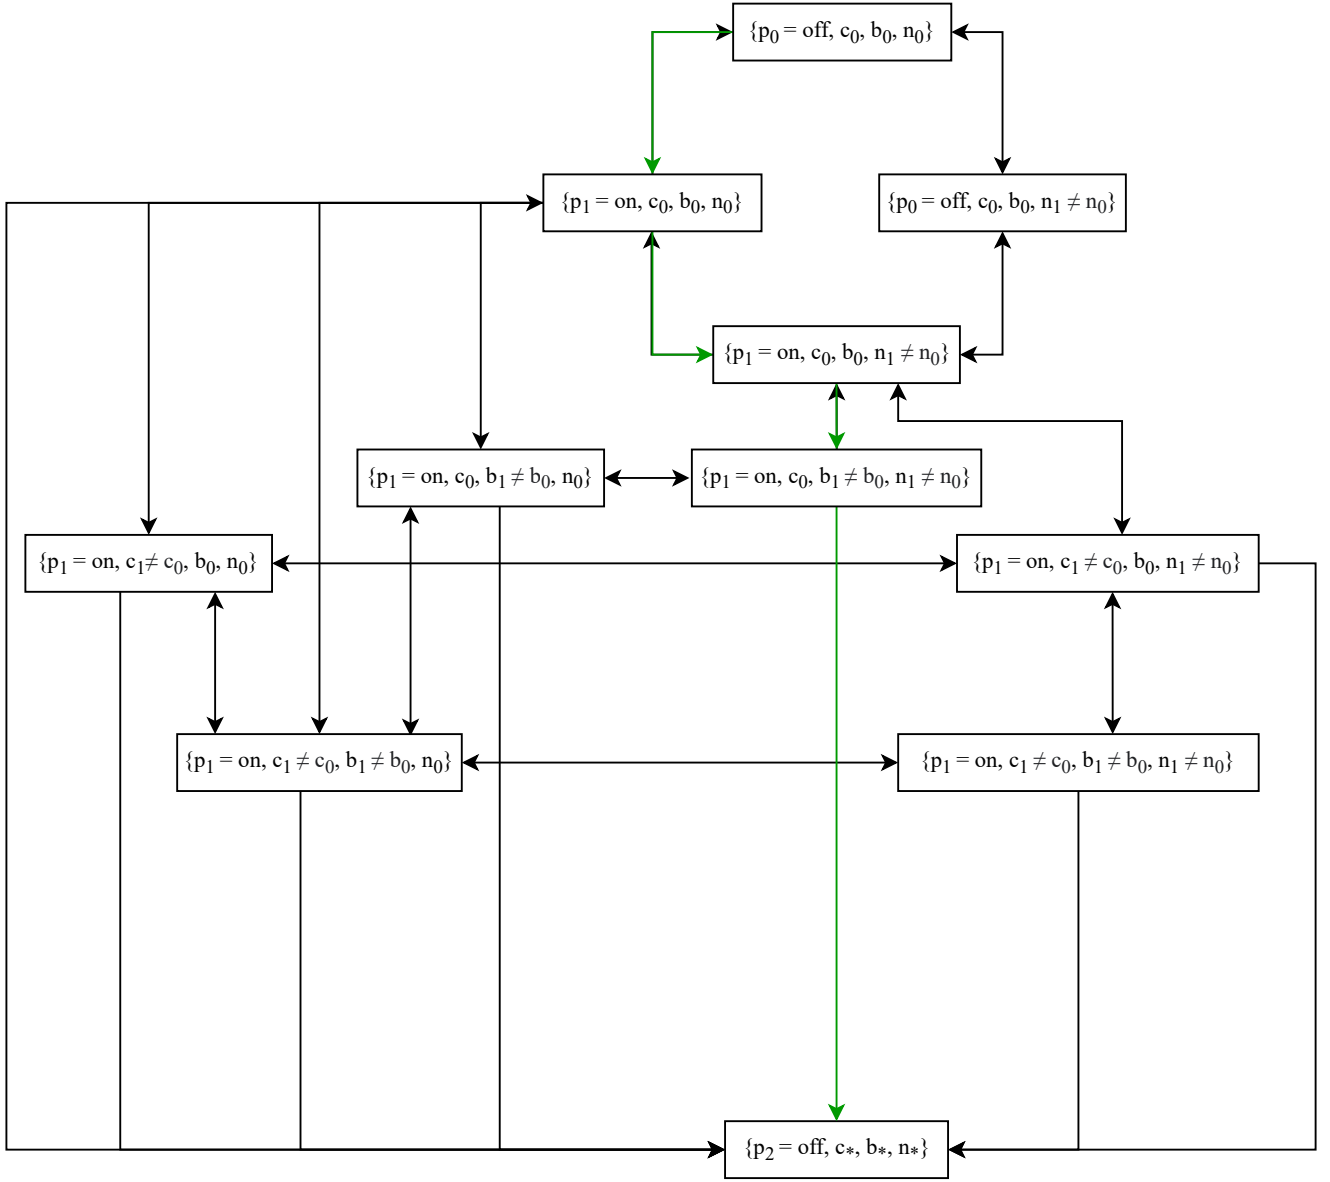 {p₀ = off, c₀, b₀, n₀}
{p₁ = on, c₀, b₀, n₀}
{p₀ = off, c₀, b₀, n₁ ≠ n₀}
{p₁ = on, c₀, b₀, n₁ ≠ n₀}
{p₁ = on, c₀, b₁ ≠ b₀, n₀}
{p₁ = on, c₀, b₁ ≠ b₀, n₁ ≠ n₀}
{p₁ = on, c₁ ≠ c₀, b₀, n₀}
{p₁ = on, c₁ ≠ c₀, b₀, n₁ ≠ n₀}
{p₁ = on, c₁ ≠ c₀, b₁ ≠ b₀, n₀}
{p₁ = on, c₁ ≠ c₀, b₁ ≠ b₀, n₁ ≠ n₀}
{p₂ = off, c*, b*, n*}